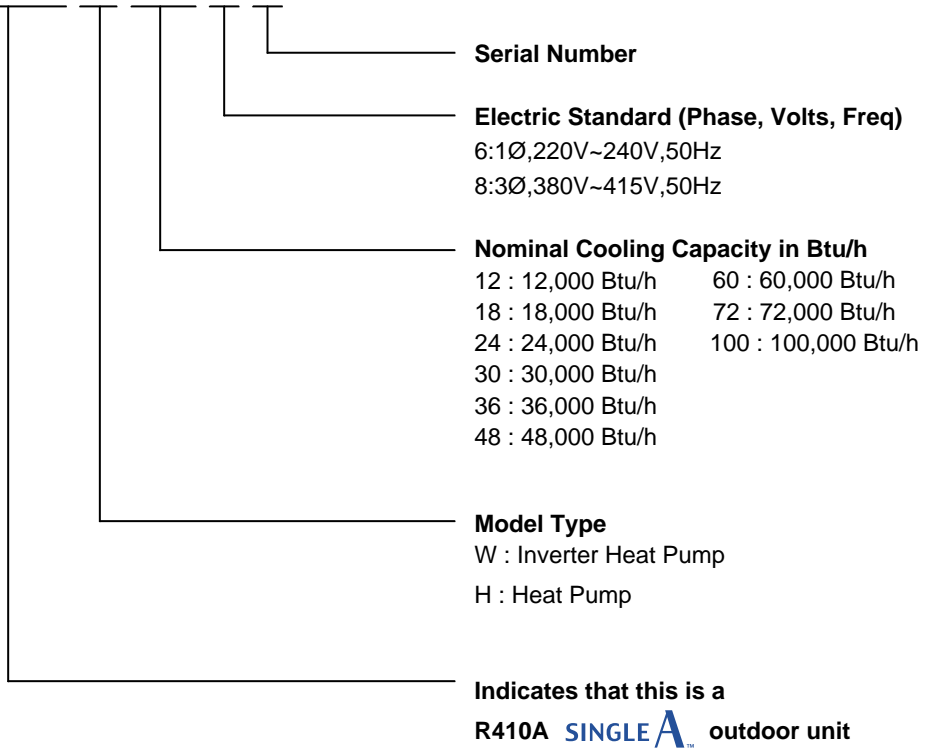 Serial Number
Electric Standard (Phase, Volts, Freq)
6:1Ø,220V~240V,50Hz
8:3Ø,380V~415V,50Hz
Nominal Cooling Capacity in Btu/h
12 : 12,000 Btu/h 60 : 60,000 Btu/h
18 : 18,000 Btu/h 72 : 72,000 Btu/h
24 : 24,000 Btu/h 100 : 100,000 Btu/h
30 : 30,000 Btu/h
36 : 36,000 Btu/h
48 : 48,000 Btu/h
Model Type
W : Inverter Heat Pump
H : Heat Pump
Indicates that this is a
R410A SINGLE A™ outdoor unit